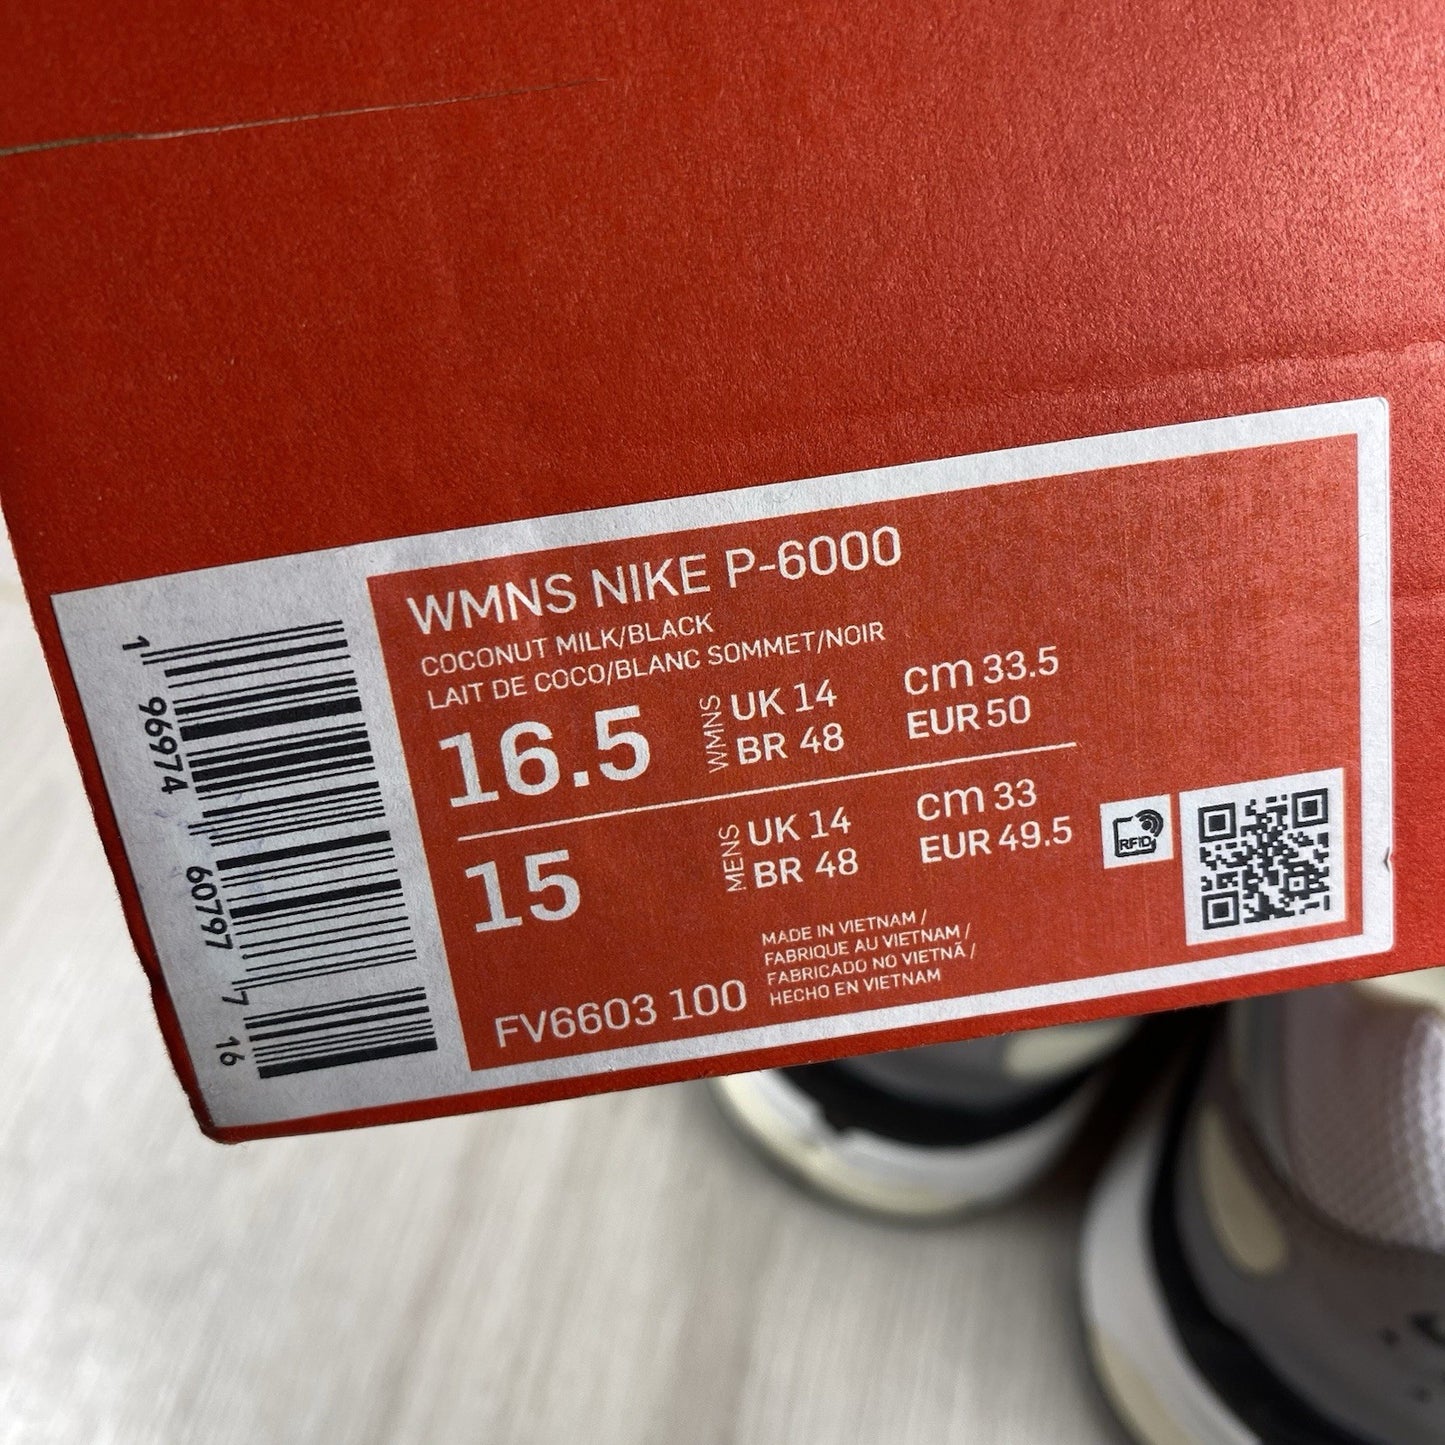 WMNS NIKE P-6000
COCONUT MILK/BLACK
LAIT DE COCO/BLANC SOMMET/NOIR
16.5
WMNS
UK 14
BR 48
cm 33.5
EUR 50
15
MENS
UK 14
BR 48
cm 33
EUR 49.5
RFID
MADE IN VIETNAM /
FABRIQUE AU VIETNAM /
FABRICADO NO VIETNÃ /
HECHO EN VIETNAM
FV6603 100
1 96974 60797 7 16